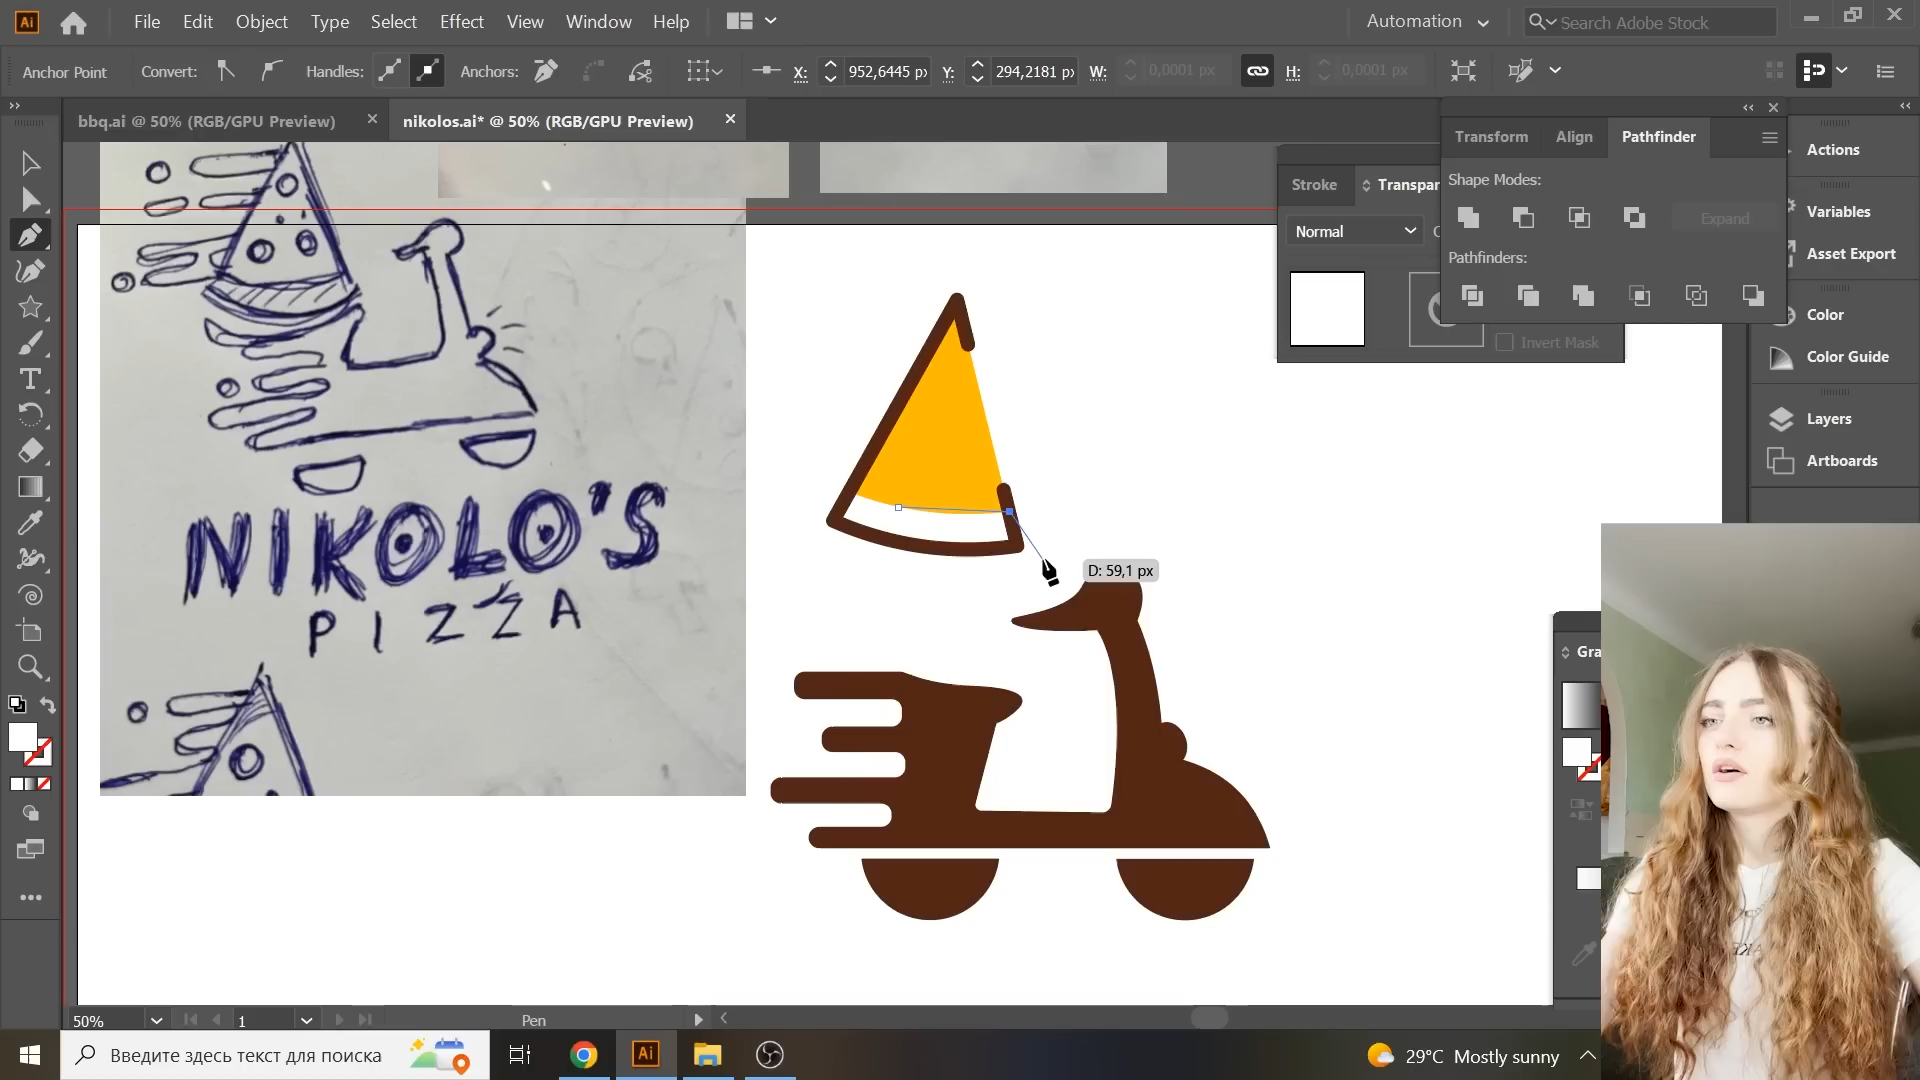 Ai
File Edit Object Type Select Effect View Window Help
Automation
Search Adobe Stock
Anchor Point Convert: Handles: Anchors: X: 952,6445 px Y: 294,2181 px W: 0,0001 px H: 0,0001 px
bbq.ai @ 50% (RGB/GPU Preview)
nikolos.ai* @ 50% (RGB/GPU Preview)
Transform Align Pathfinder
Shape Modes:
Expand
Pathfinders:
Stroke Transpar
Normal
Invert Mask
Actions
Variables
Asset Export
Color
Color Guide
Layers
Artboards
D: 59,1 px
NIKOLO'S
PIZZA
Gra
50% 1 Pen
Введите здесь текст для поиска
Ai
29°C Mostly sunny